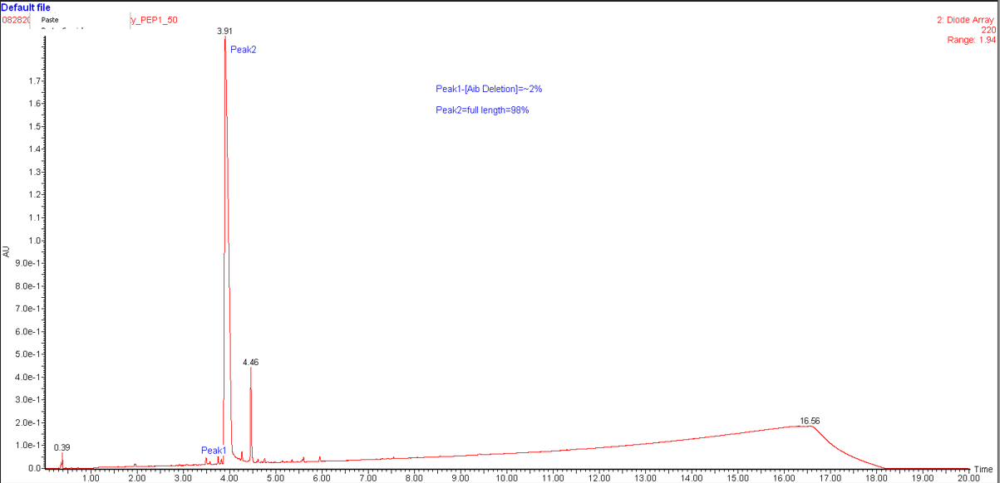 Default file
08282 Paste y_PEP1_50
2: Diode Array
220
Range: 1.94
3.91
Peak2
Peak1-[Aib Deletion]=~2%
Peak2=full length=98%
1.7
1.6
1.5
1.4
1.3
1.2
1.1
1.0
AU
9.0e-1
8.0e-1
7.0e-1
6.0e-1
5.0e-1
4.46
4.0e-1
3.0e-1
2.0e-1
16.56
1.0e-1
0.39
Peak1
0.0
Time
1.00 2.00 3.00 4.00 5.00 6.00 7.00 8.00 9.00 10.00 11.00 12.00 13.00 14.00 15.00 16.00 17.00 18.00 19.00 20.00